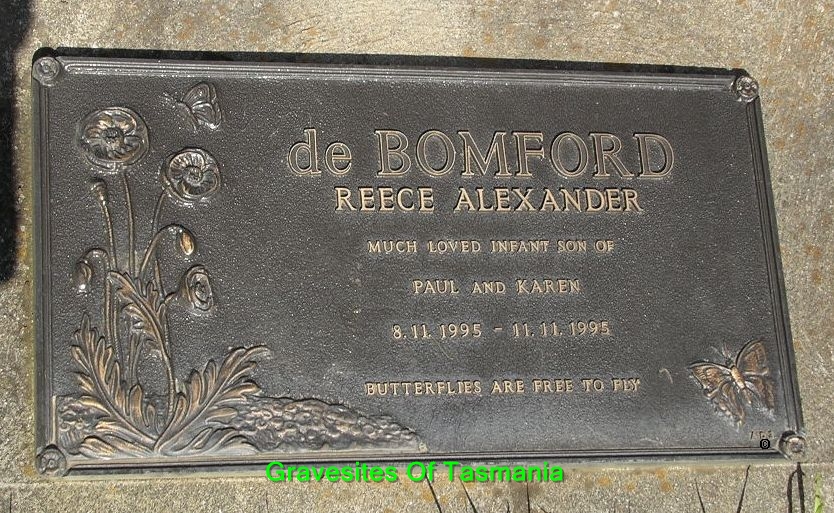 de BOMFORD
REECE ALEXANDER
MUCH LOVED INFANT SON OF
PAUL AND KAREN
8.11.1995 - 11.11.1995
BUTTERFLIES ARE FREE TO FLY
©
Gravesites Of Tasmania